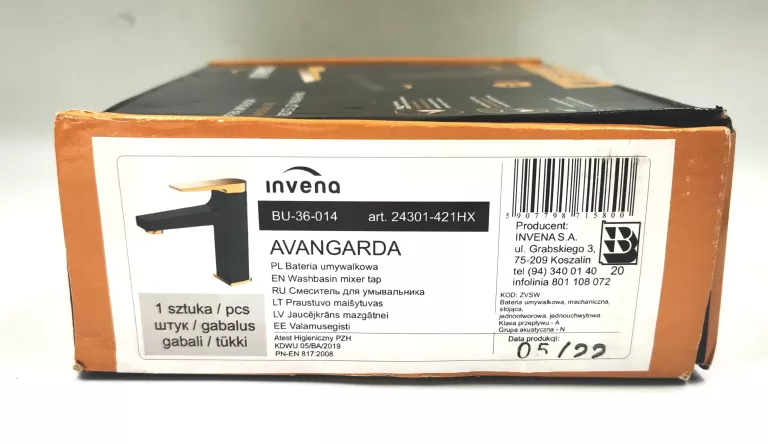 invena
BU-36-014 art. 24301-421HX
AVANGARDA
PL Bateria umywalkowa
EN Washbasin mixer tap
RU Смеситель для умывальника
LT Praustuvo maišytuvas
LV Jaucējkrāns mazgātnei
EE Valamusegisti
1 sztuka / pcs
штук / gabalus
gabali / tükki
Atest Higieniczny PZH
KDWU 05/BA/2019
PN-EN 817:2008
5 907798 715800
Producent:
INVENA S.A.
ul. Grabskiego 3,
75-209 Koszalin
tel (94) 340 01 40
infolinia 801 108 072
B
20
KOD: ZVSW
Bateria umywalkowa, mechaniczna,
stojąca,
jednootworowa, jednouchwytowa
Klasa przepływu - A
Grupa akustyczna - N
Data produkcji:
05/22